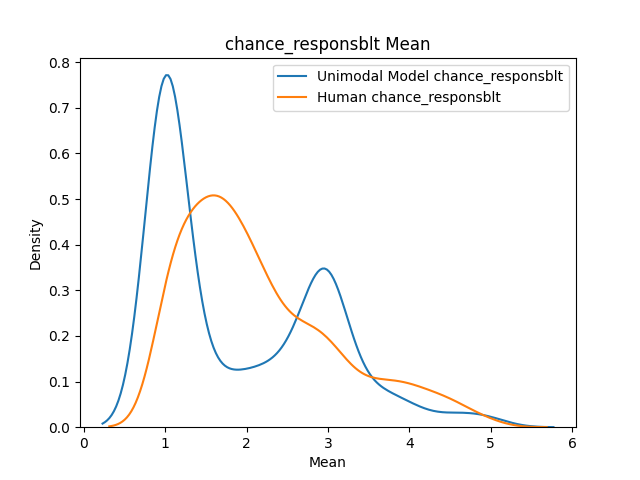 chance_responsblt Mean
Unimodal Model chance_responsblt
Human chance_responsblt
Density
0.8
0.7
0.6
0.5
0.4
0.3
0.2
0.1
0.0
0 1 2 3 4 5 6
Mean